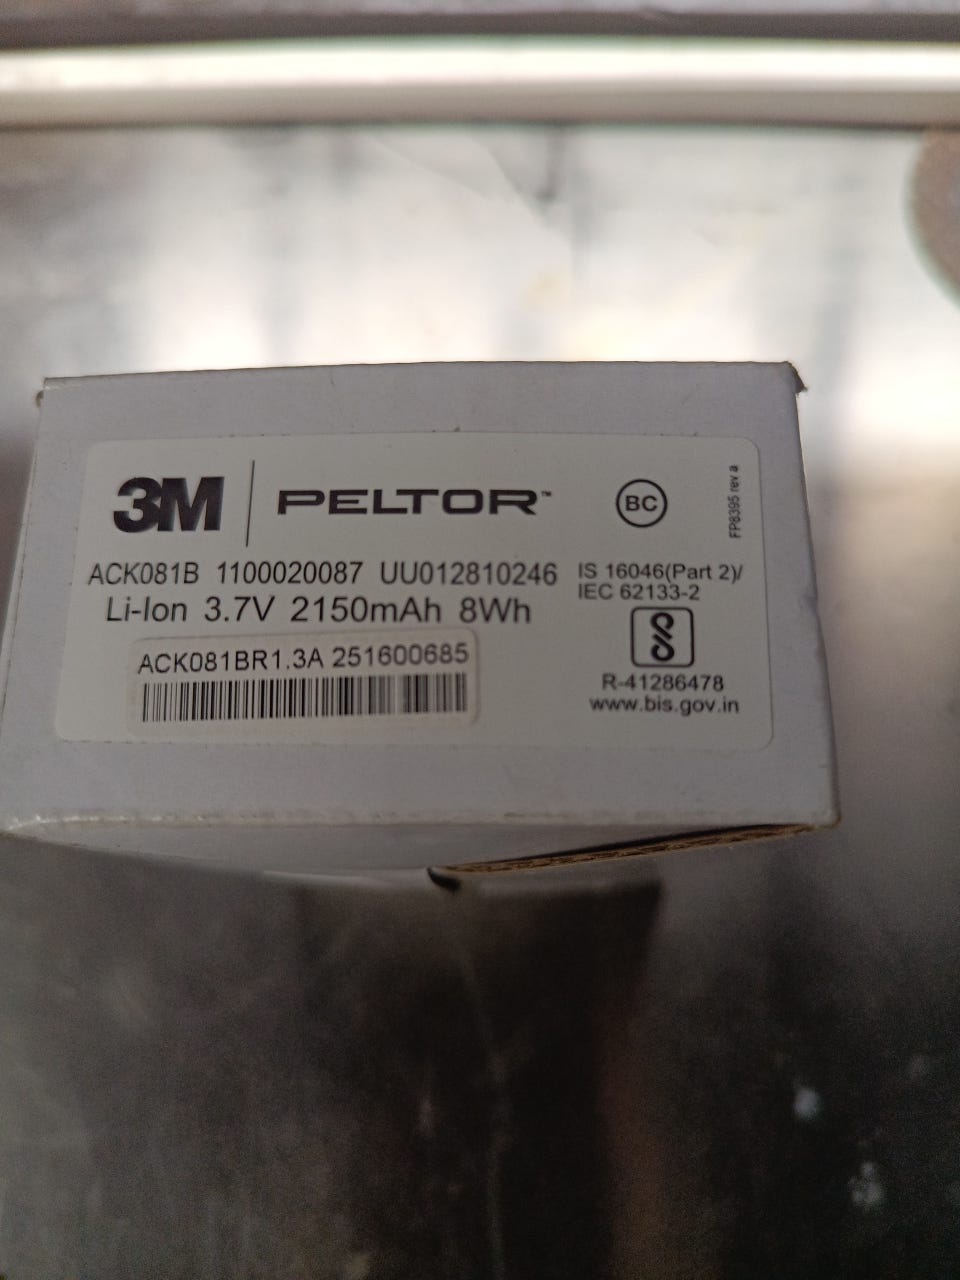 3M PELTOR™ BC
FP8395 rev a
ACK081B 1100020087 UU012810246
Li-Ion 3.7V 2150mAh 8Wh
ACK081BR1.3A 251600685
IS 16046(Part 2)/
IEC 62133-2
R-41286478
www.bis.gov.in